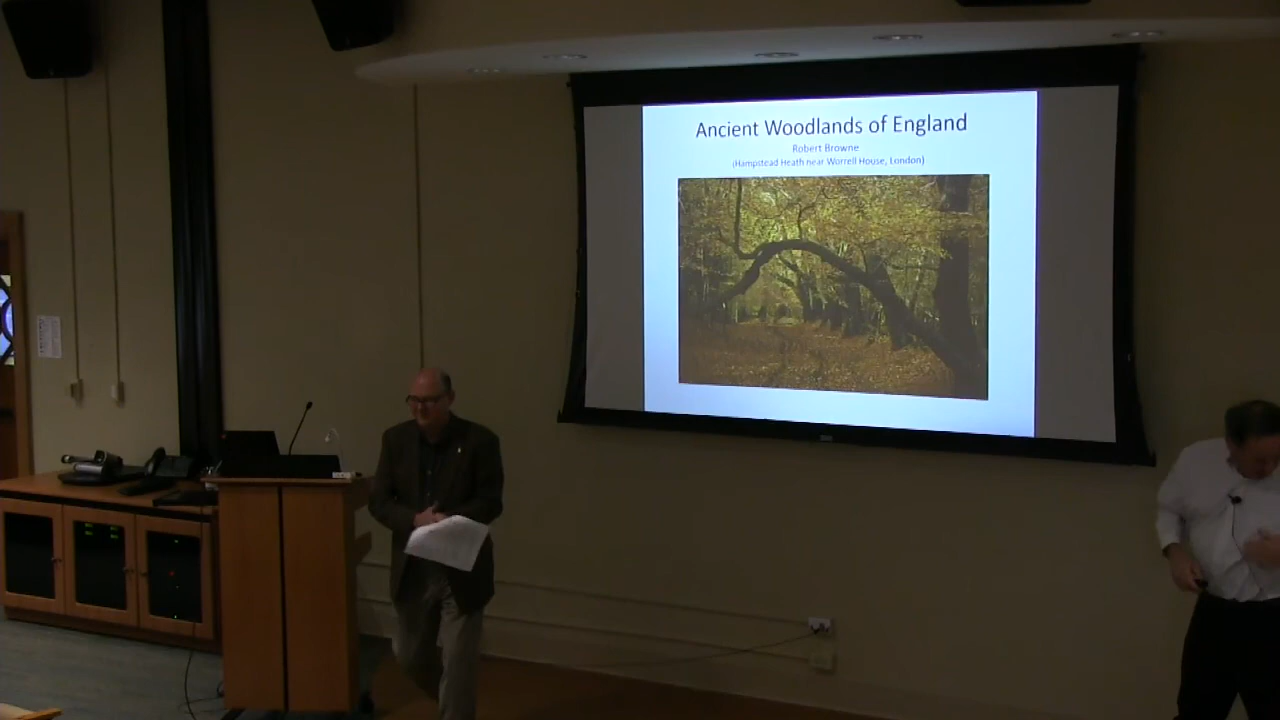 Ancient Woodlands of England
Robert Browne
(Hampstead Heath near Worrell House, London)